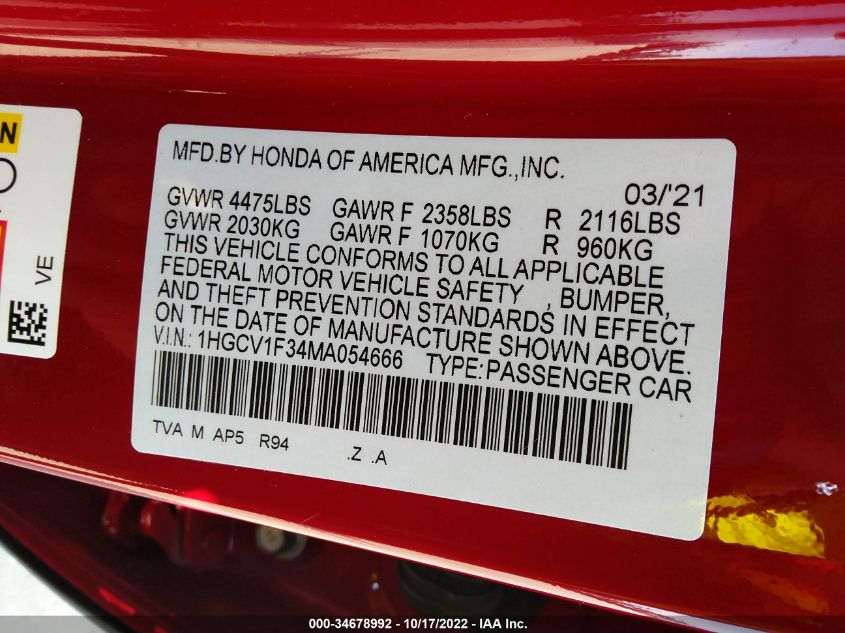 MFD.BY HONDA OF AMERICA MFG.,INC.
03/'21
GVWR 4475LBS GAWR F 2358LBS R 2116LBS
GVWR 2030KG GAWR F 1070KG R 960KG
THIS VEHICLE CONFORMS TO ALL APPLICABLE
FEDERAL MOTOR VEHICLE SAFETY , BUMPER,
AND THEFT PREVENTION STANDARDS IN EFFECT
ON THE DATE OF MANUFACTURE SHOWN ABOVE.
V.I.N.: 1HGCV1F34MA054666 TYPE:PASSENGER CAR
TVA M AP5 R94 .Z .A
VE
000-34678992 - 10/17/2022 - IAA Inc.